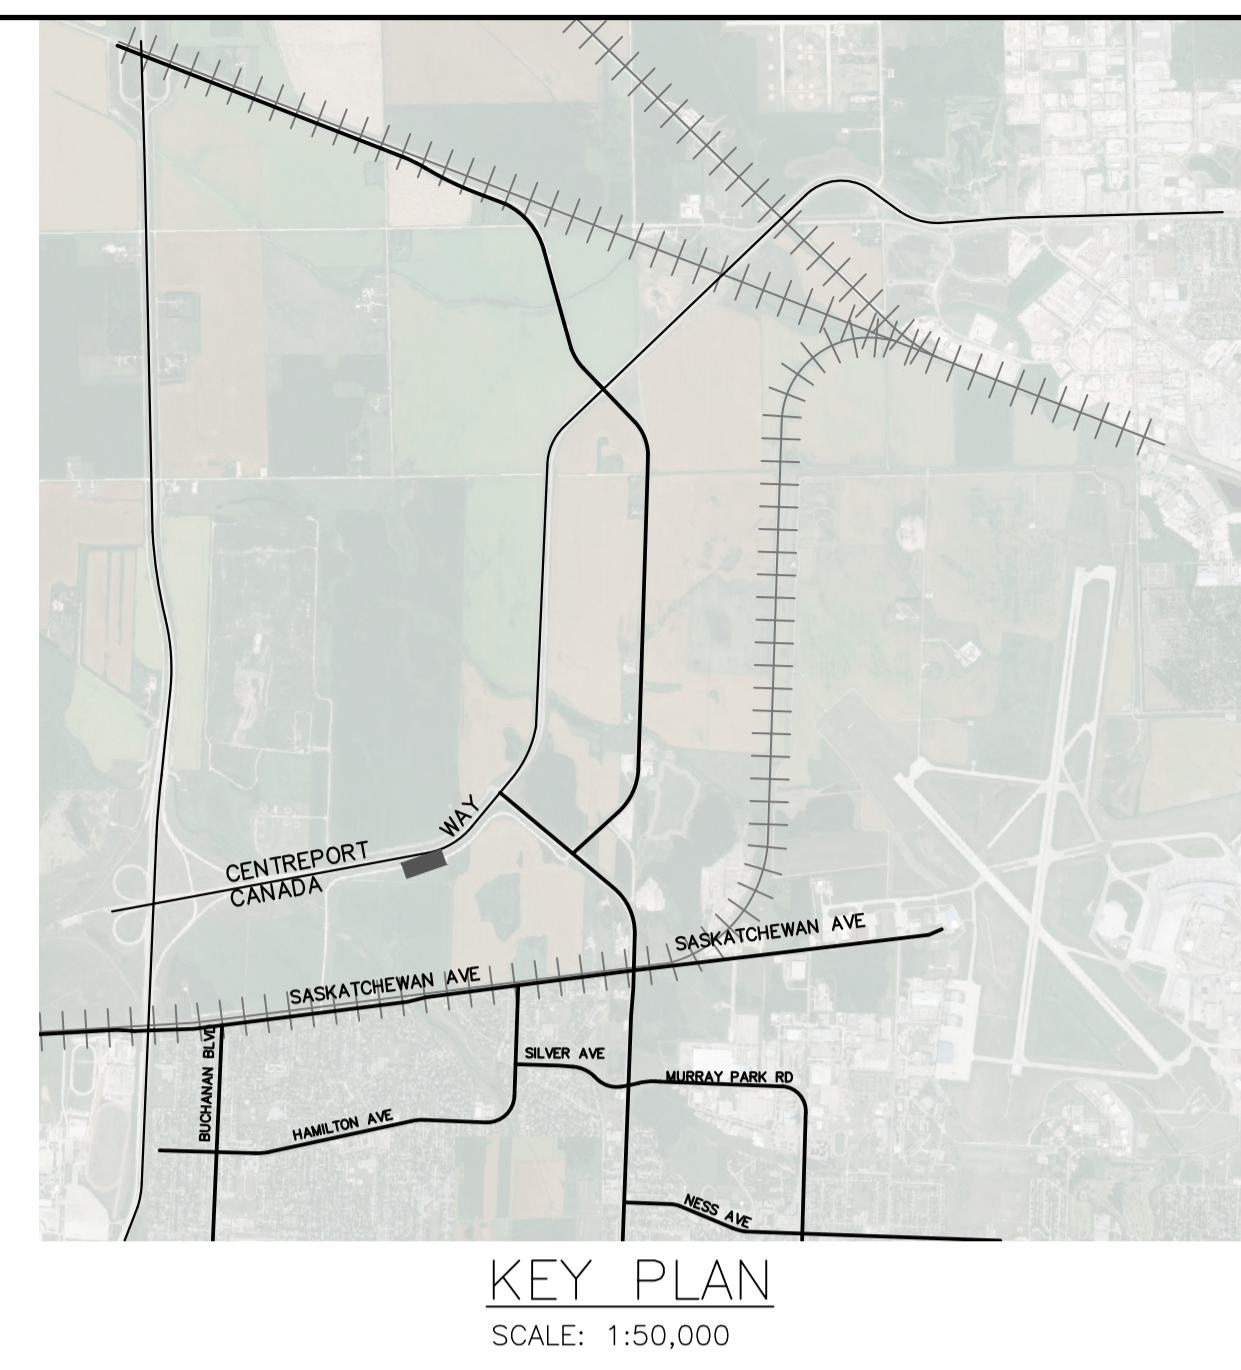 WAY
CENTREPORT
CANADA
SASKATCHEWAN AVE
SASKATCHEWAN AVE
BUCHANAN BLVD
SILVER AVE
MURRAY PARK RD
HAMILTON AVE
NESS AVE
KEY PLAN
SCALE: 1:50,000